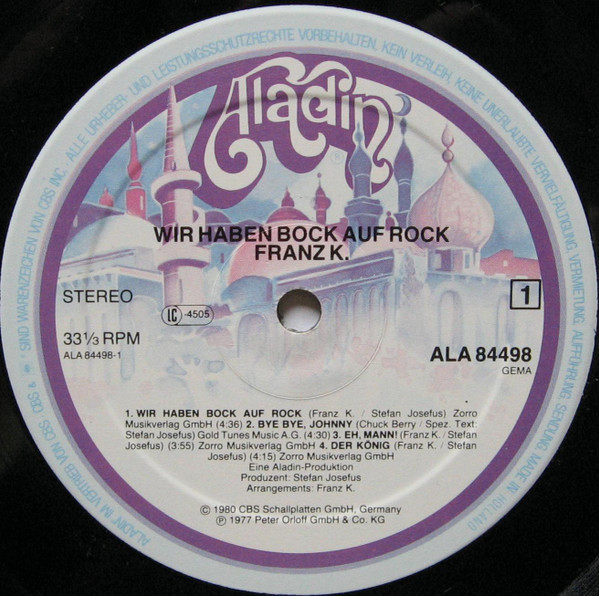 ALADIN IM VERTRIEB VON CBS. CBS & SIND WARENZEICHEN VON CBS INC. · ALLE URHEBER- UND LEISTUNGSSCHUTZRECHTE VORBEHALTEN. KEIN VERLEIH, KEINE UNERLAUBTE VERVIELFÄLTIGUNG, VERMIETUNG, AUFFÜHRUNG, SENDUNG. MADE IN HOLLAND
Aladin
®
WIR HABEN BOCK AUF ROCK
FRANZ K.
STEREO
1
33⅓ RPM
ALA 84498-1
LC -4505
ALA 84498
GEMA
1. WIR HABEN BOCK AUF ROCK (Franz K. / Stefan Josefus) Zorro
Musikverlag GmbH (4:36) 2. BYE BYE, JOHNNY (Chuck Berry / Spez. Text:
Stefan Josefus) Gold Tunes Music A.G. (4:30) 3. EH, MANN! (Franz K. / Stefan
Josefus) (3:55) Zorro Musikverlag GmbH 4. DER KÖNIG (Franz K. / Stefan
Josefus) (4:15) Zorro Musikverlag GmbH
Eine Aladin-Produktion
Produzent: Stefan Josefus
Arrangements: Franz K.
© 1980 CBS Schallplatten GmbH, Germany
℗ 1977 Peter Orloff GmbH & Co. KG